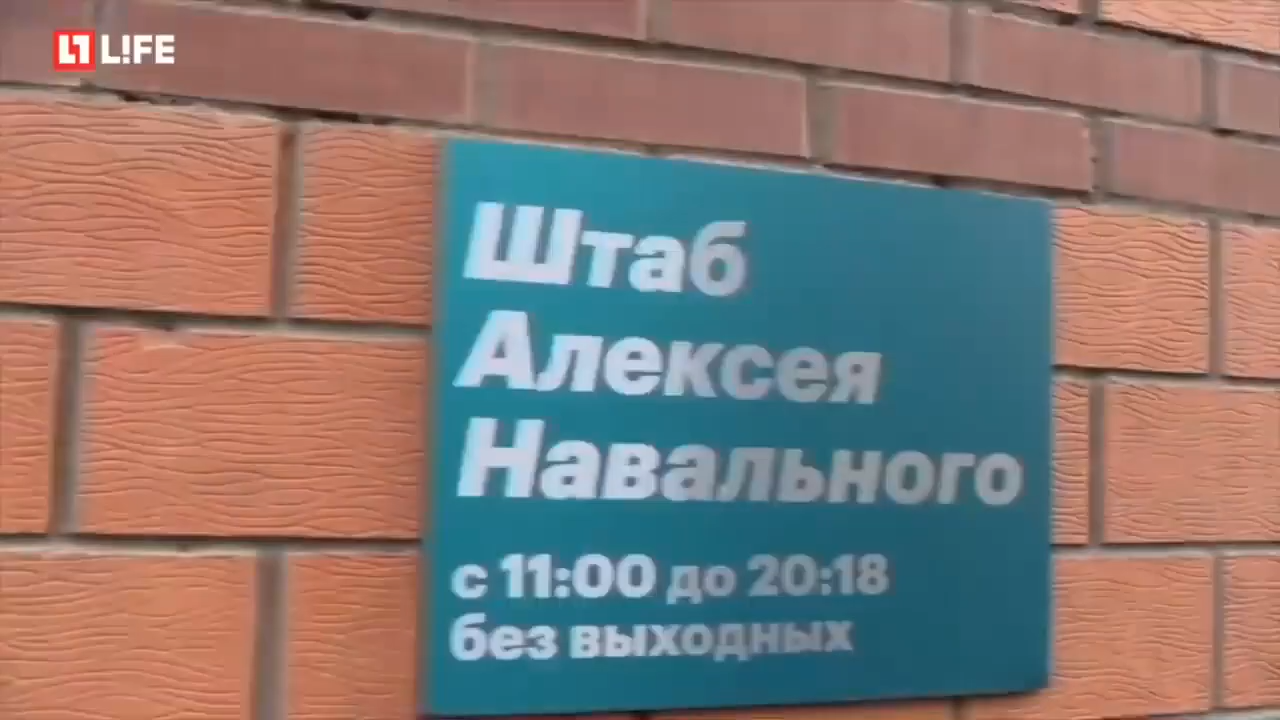 L!FE
Штаб
Алексея
Навального
с 11:00 до 20:18
без выходных